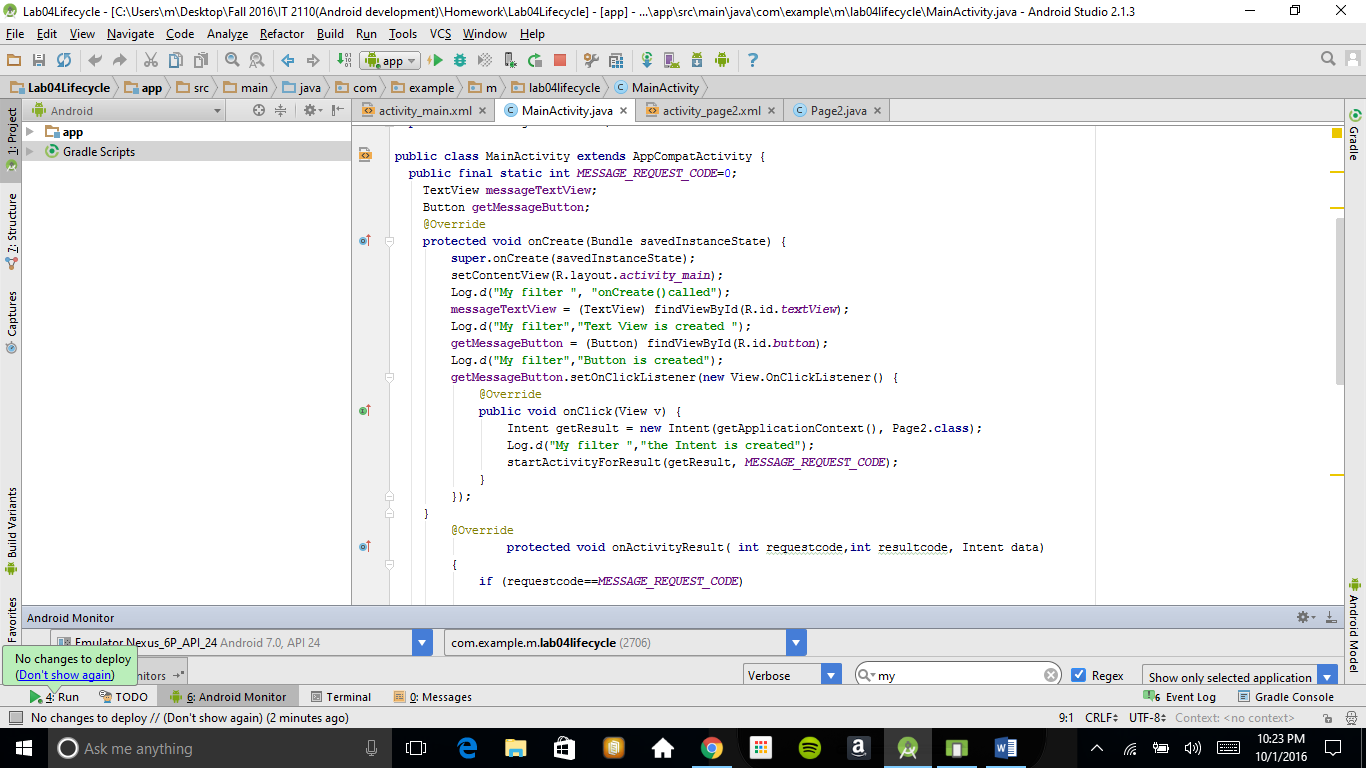 Lab04Lifecycle - [C:\Users\m\Desktop\Fall 2016\IT 2110(Android development)\Homework\Lab04Lifecycle] - [app] - ...\app\src\main\java\com\example\m\lab04lifecycle\MainActivity.java - Android Studio 2.1.3
File Edit View Navigate Code Analyze Refactor Build Run Tools VCS Window Help
app
Lab04Lifecycle app src main java com example m lab04lifecycle MainActivity
Android activity_main.xml MainActivity.java activity_page2.xml Page2.java
1: Project
7: Structure
Captures
Build Variants
Favorites
app
Gradle Scripts
public class MainActivity extends AppCompatActivity {
public final static int MESSAGE_REQUEST_CODE=0;
TextView messageTextView;
Button getMessageButton;
@Override
protected void onCreate(Bundle savedInstanceState) {
super.onCreate(savedInstanceState);
setContentView(R.layout.activity_main);
Log.d("My filter ", "onCreate()called");
messageTextView = (TextView) findViewById(R.id.textView);
Log.d("My filter","Text View is created ");
getMessageButton = (Button) findViewById(R.id.button);
Log.d("My filter","Button is created");
getMessageButton.setOnClickListener(new View.OnClickListener() {
@Override
public void onClick(View v) {
Intent getResult = new Intent(getApplicationContext(), Page2.class);
Log.d("My filter ","the Intent is created");
startActivityForResult(getResult, MESSAGE_REQUEST_CODE);
}
});
}
@Override
protected void onActivityResult( int requestcode,int resultcode, Intent data)
{
if (requestcode==MESSAGE_REQUEST_CODE)
Gradle
Android Model
Android Monitor
Emulator Nexus_6P_API_24 Android 7.0, API 24 com.example.m.lab04lifecycle (2706)
No changes to deploy
(Don't show again)
nitors Verbose my Regex Show only selected application
4: Run TODO 6: Android Monitor Terminal 0: Messages 6 Event Log Gradle Console
No changes to deploy // (Don't show again) (2 minutes ago) 9:1 CRLF UTF-8 Context: <no context>
Ask me anything
10:23 PM
10/1/2016